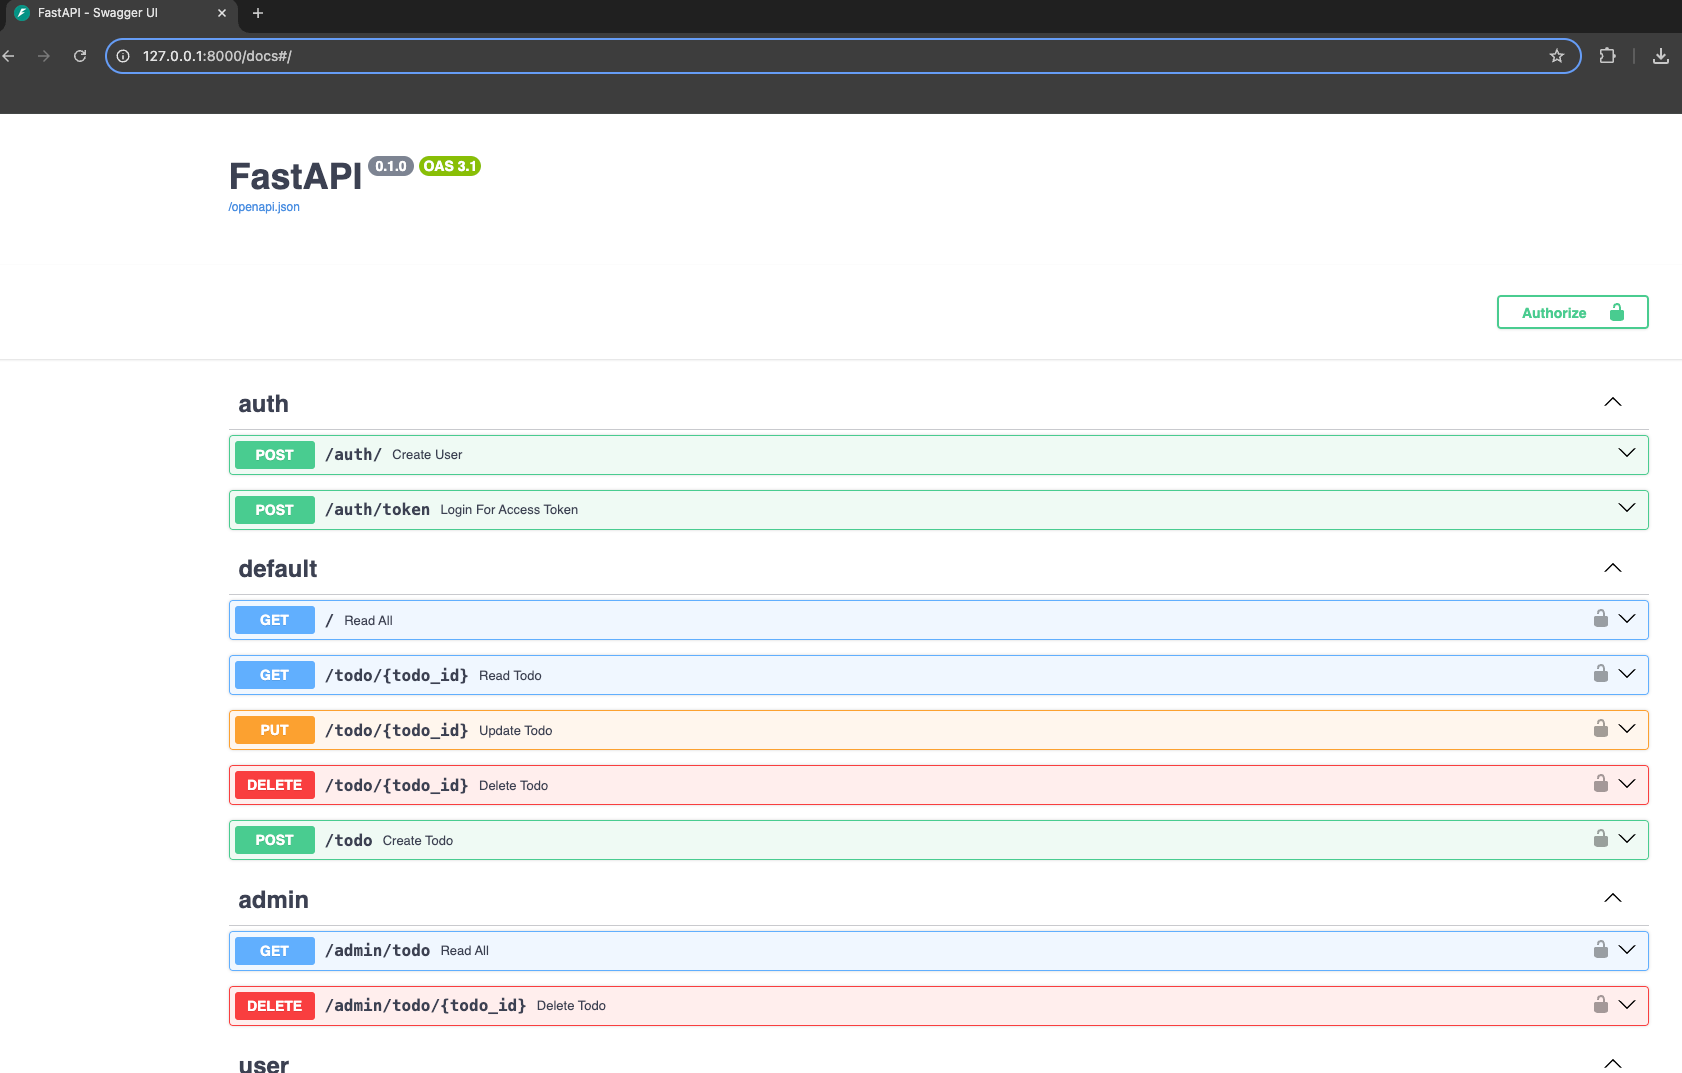 FastAPI - Swagger UI
127.0.0.1:8000/docs#/
FastAPI 0.1.0 OAS 3.1
/openapi.json
Authorize
auth
POST /auth/ Create User
POST /auth/token Login For Access Token
default
GET / Read All
GET /todo/{todo_id} Read Todo
PUT /todo/{todo_id} Update Todo
DELETE /todo/{todo_id} Delete Todo
POST /todo Create Todo
admin
GET /admin/todo Read All
DELETE /admin/todo/{todo_id} Delete Todo
user